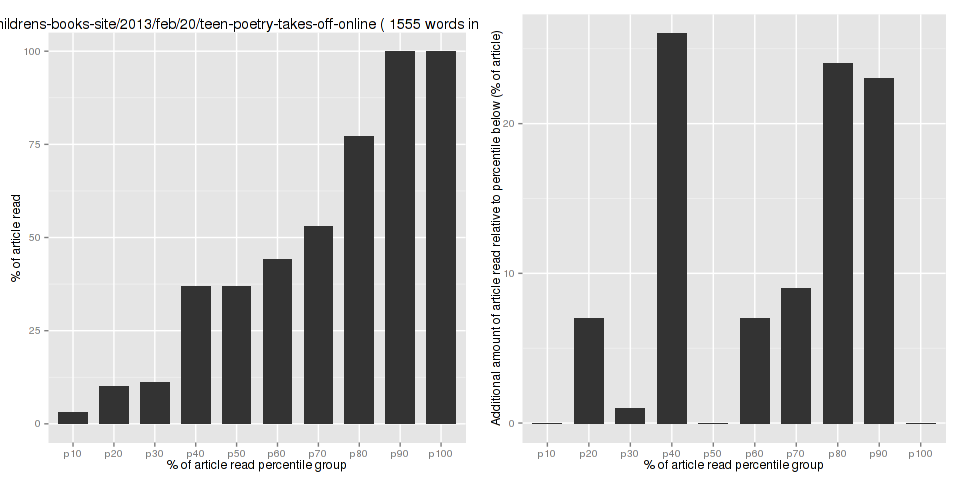 hildrens-books-site/2013/feb/20/teen-poetry-takes-off-online ( 1555 words in
% of article read
100
75
50
25
0
p10 p20 p30 p40 p50 p60 p70 p80 p90 p100
% of article read percentile group
Additional amount of article read relative to percentile below (% of article)
20
10
0
p10 p20 p30 p40 p50 p60 p70 p80 p90 p100
% of article read percentile group